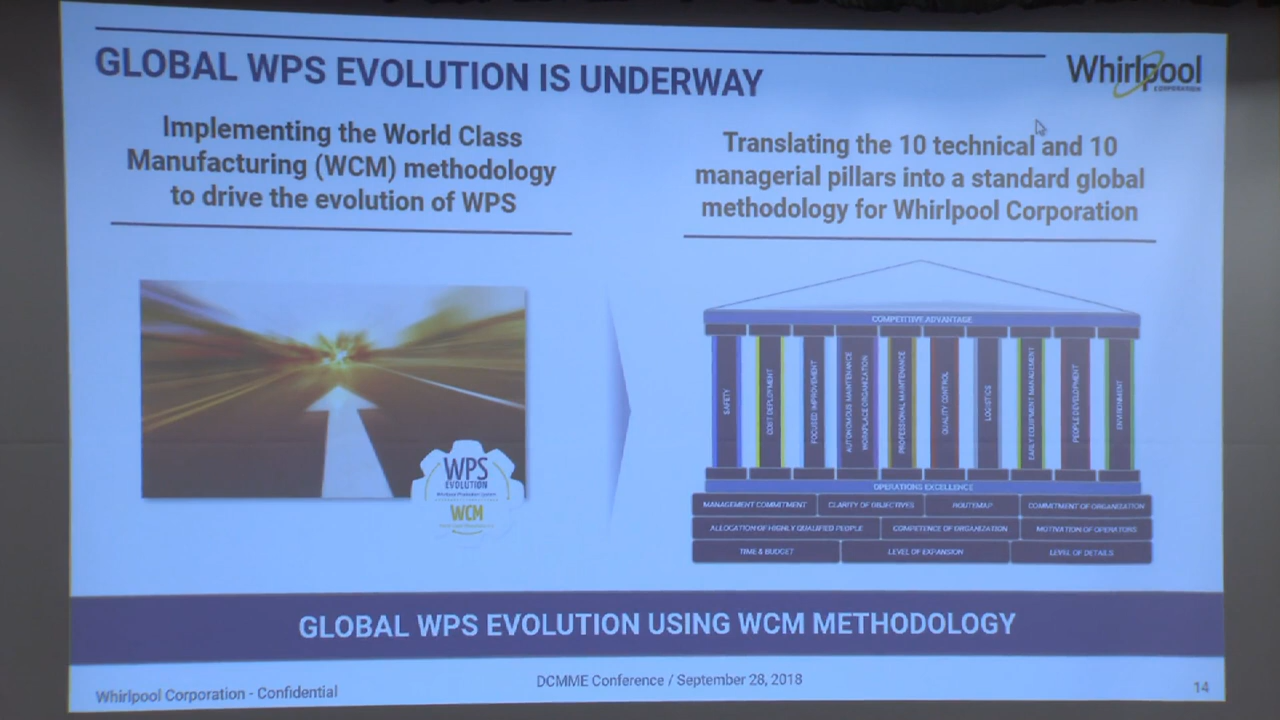 GLOBAL WPS EVOLUTION IS UNDERWAY
Whirlpool
CORPORATION
Implementing the World Class
Manufacturing (WCM) methodology
to drive the evolution of WPS
Translating the 10 technical and 10
managerial pillars into a standard global
methodology for Whirlpool Corporation
WPS
EVOLUTION
Whirlpool Production System
WCM
COMPETITIVE ADVANTAGE
SAFETY
COST DEPLOYMENT
FOCUSED IMPROVEMENT
AUTONOMOUS MAINTENANCE
WORKPLACE ORGANIZATION
PROFESSIONAL MAINTENANCE
QUALITY CONTROL
LOGISTICS
EARLY EQUIPMENT MANAGEMENT
PEOPLE DEVELOPMENT
ENVIRONMENT
OPERATIONS EXCELLENCE
MANAGEMENT COMMITMENT CLARITY OF OBJECTIVES ROUTEMAP COMMITMENT OF ORGANISATION
ALLOCATION OF HIGHLY QUALIFIED PEOPLE COMPETENCE OF ORGANIZATION MOTIVATION OF OPERATORS
TIME & BUDGET LEVEL OF EXPANSION LEVEL OF DETAILS
GLOBAL WPS EVOLUTION USING WCM METHODOLOGY
Whirlpool Corporation - Confidential
DCMME Conference / September 28, 2018
14